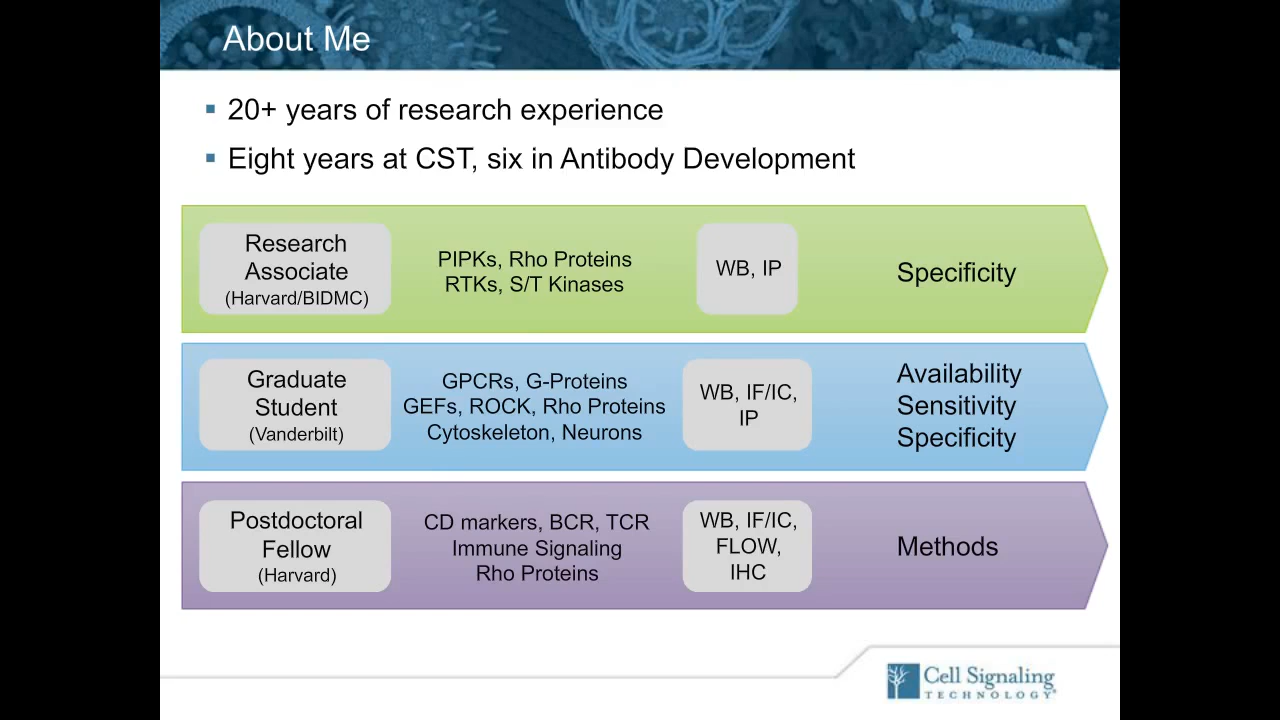 About Me
20+ years of research experience
Eight years at CST, six in Antibody Development
Research
Associate
(Harvard/BIDMC)
PIPKs, Rho Proteins
RTKs, S/T Kinases
WB, IP
Specificity
Graduate
Student
(Vanderbilt)
GPCRs, G-Proteins
GEFs, ROCK, Rho Proteins
Cytoskeleton, Neurons
WB, IF/IC,
IP
Availability
Sensitivity
Specificity
Postdoctoral
Fellow
(Harvard)
CD markers, BCR, TCR
Immune Signaling
Rho Proteins
WB, IF/IC,
FLOW,
IHC
Methods
Cell Signaling
TECHNOLOGY®